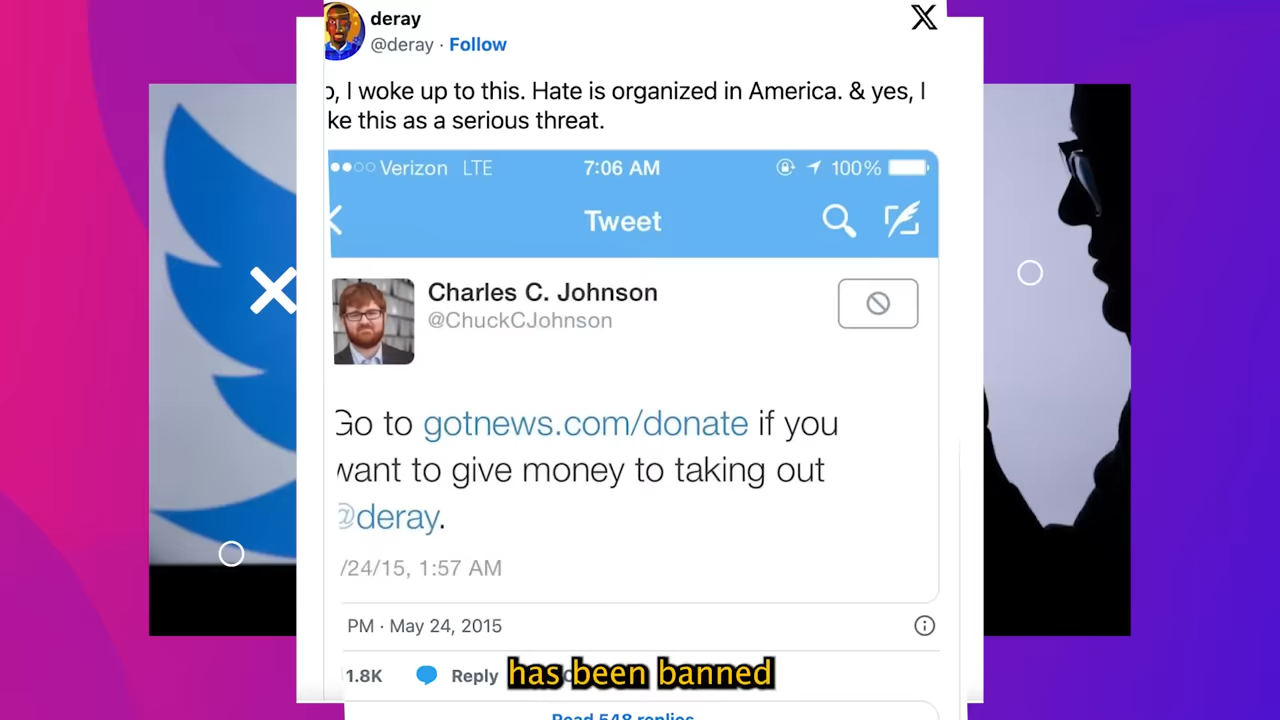 deray
@deray · Follow
o, I woke up to this. Hate is organized in America. & yes, I
ke this as a serious threat.
Verizon LTE 7:06 AM 100%
Tweet
Charles C. Johnson
@ChuckCJohnson
Go to gotnews.com/donate if you
want to give money to taking out
@deray.
/24/15, 1:57 AM
PM · May 24, 2015
1.8K Reply
has been banned
Read 548 replies